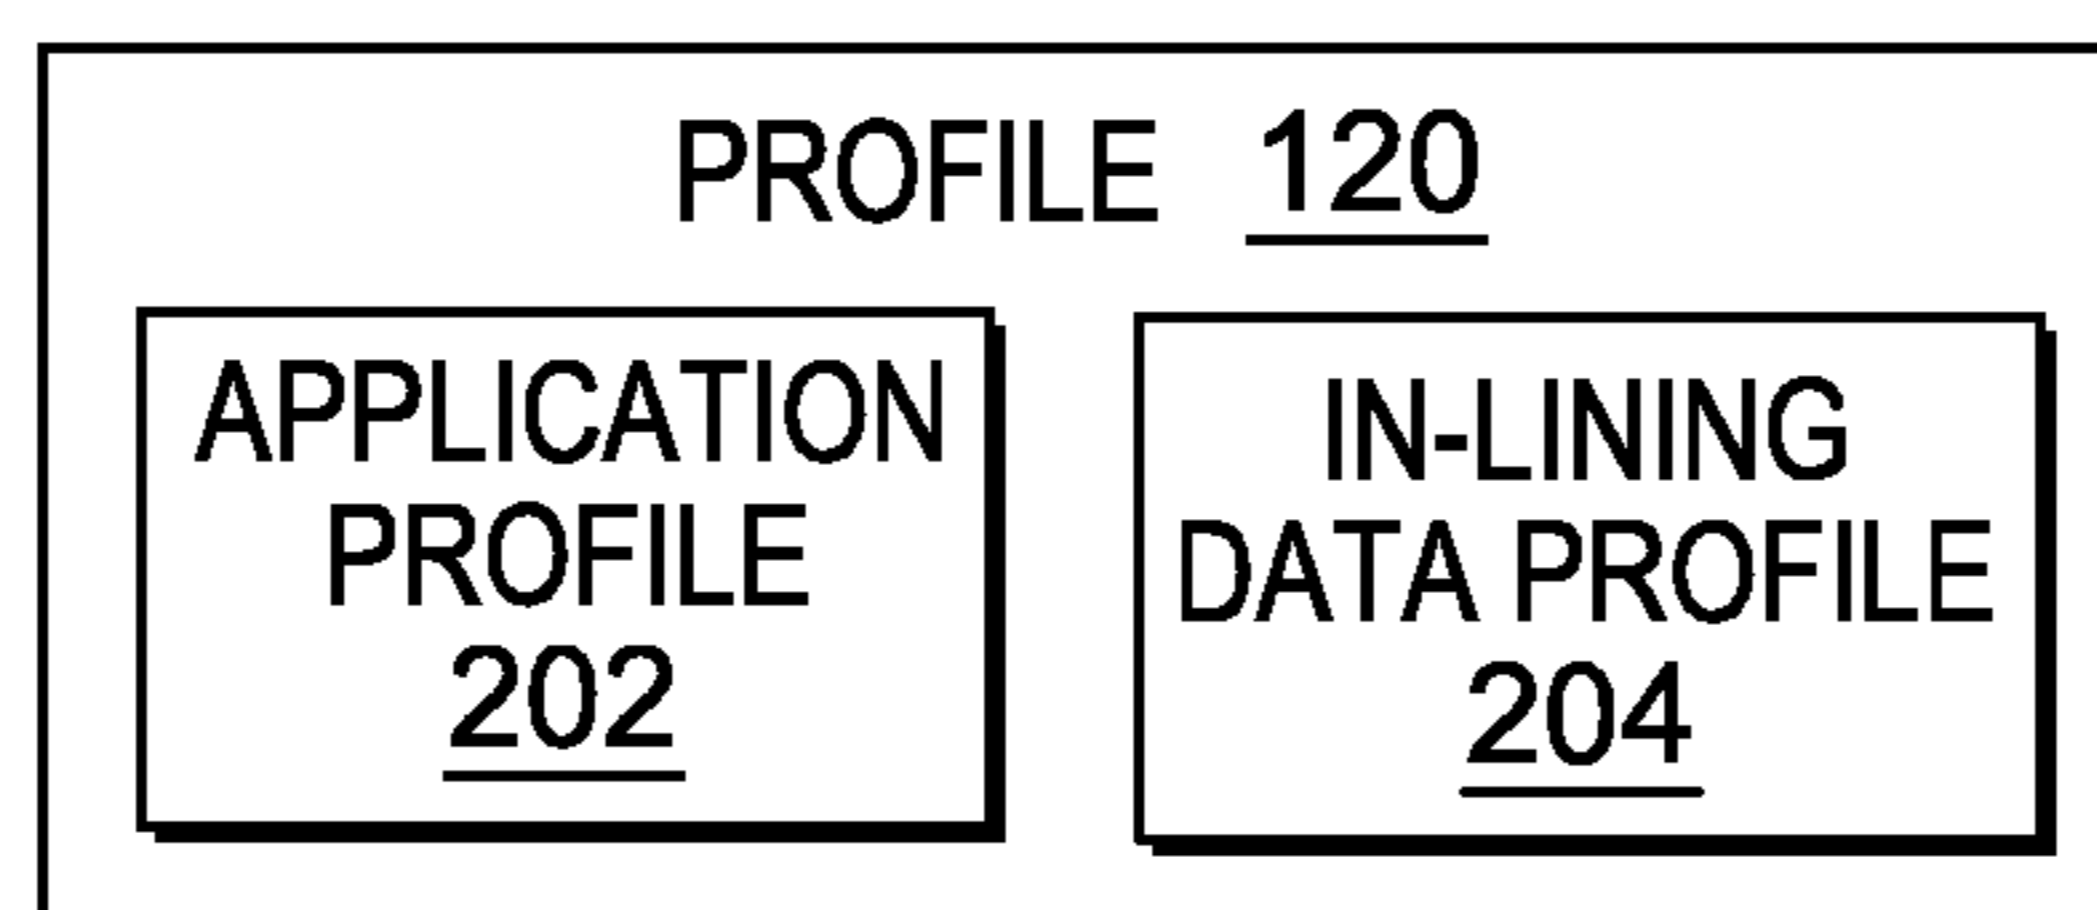 PROFILE 120
APPLICATION
PROFILE
202
IN-LINING
DATA PROFILE
204